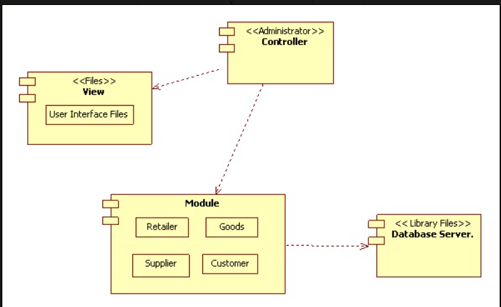 <<Administrator>>
Controller
<<Files>>
View
User Interface Files
Module
Retailer
Goods
Supplier
Customer
<< Library Files>>
Database Server.